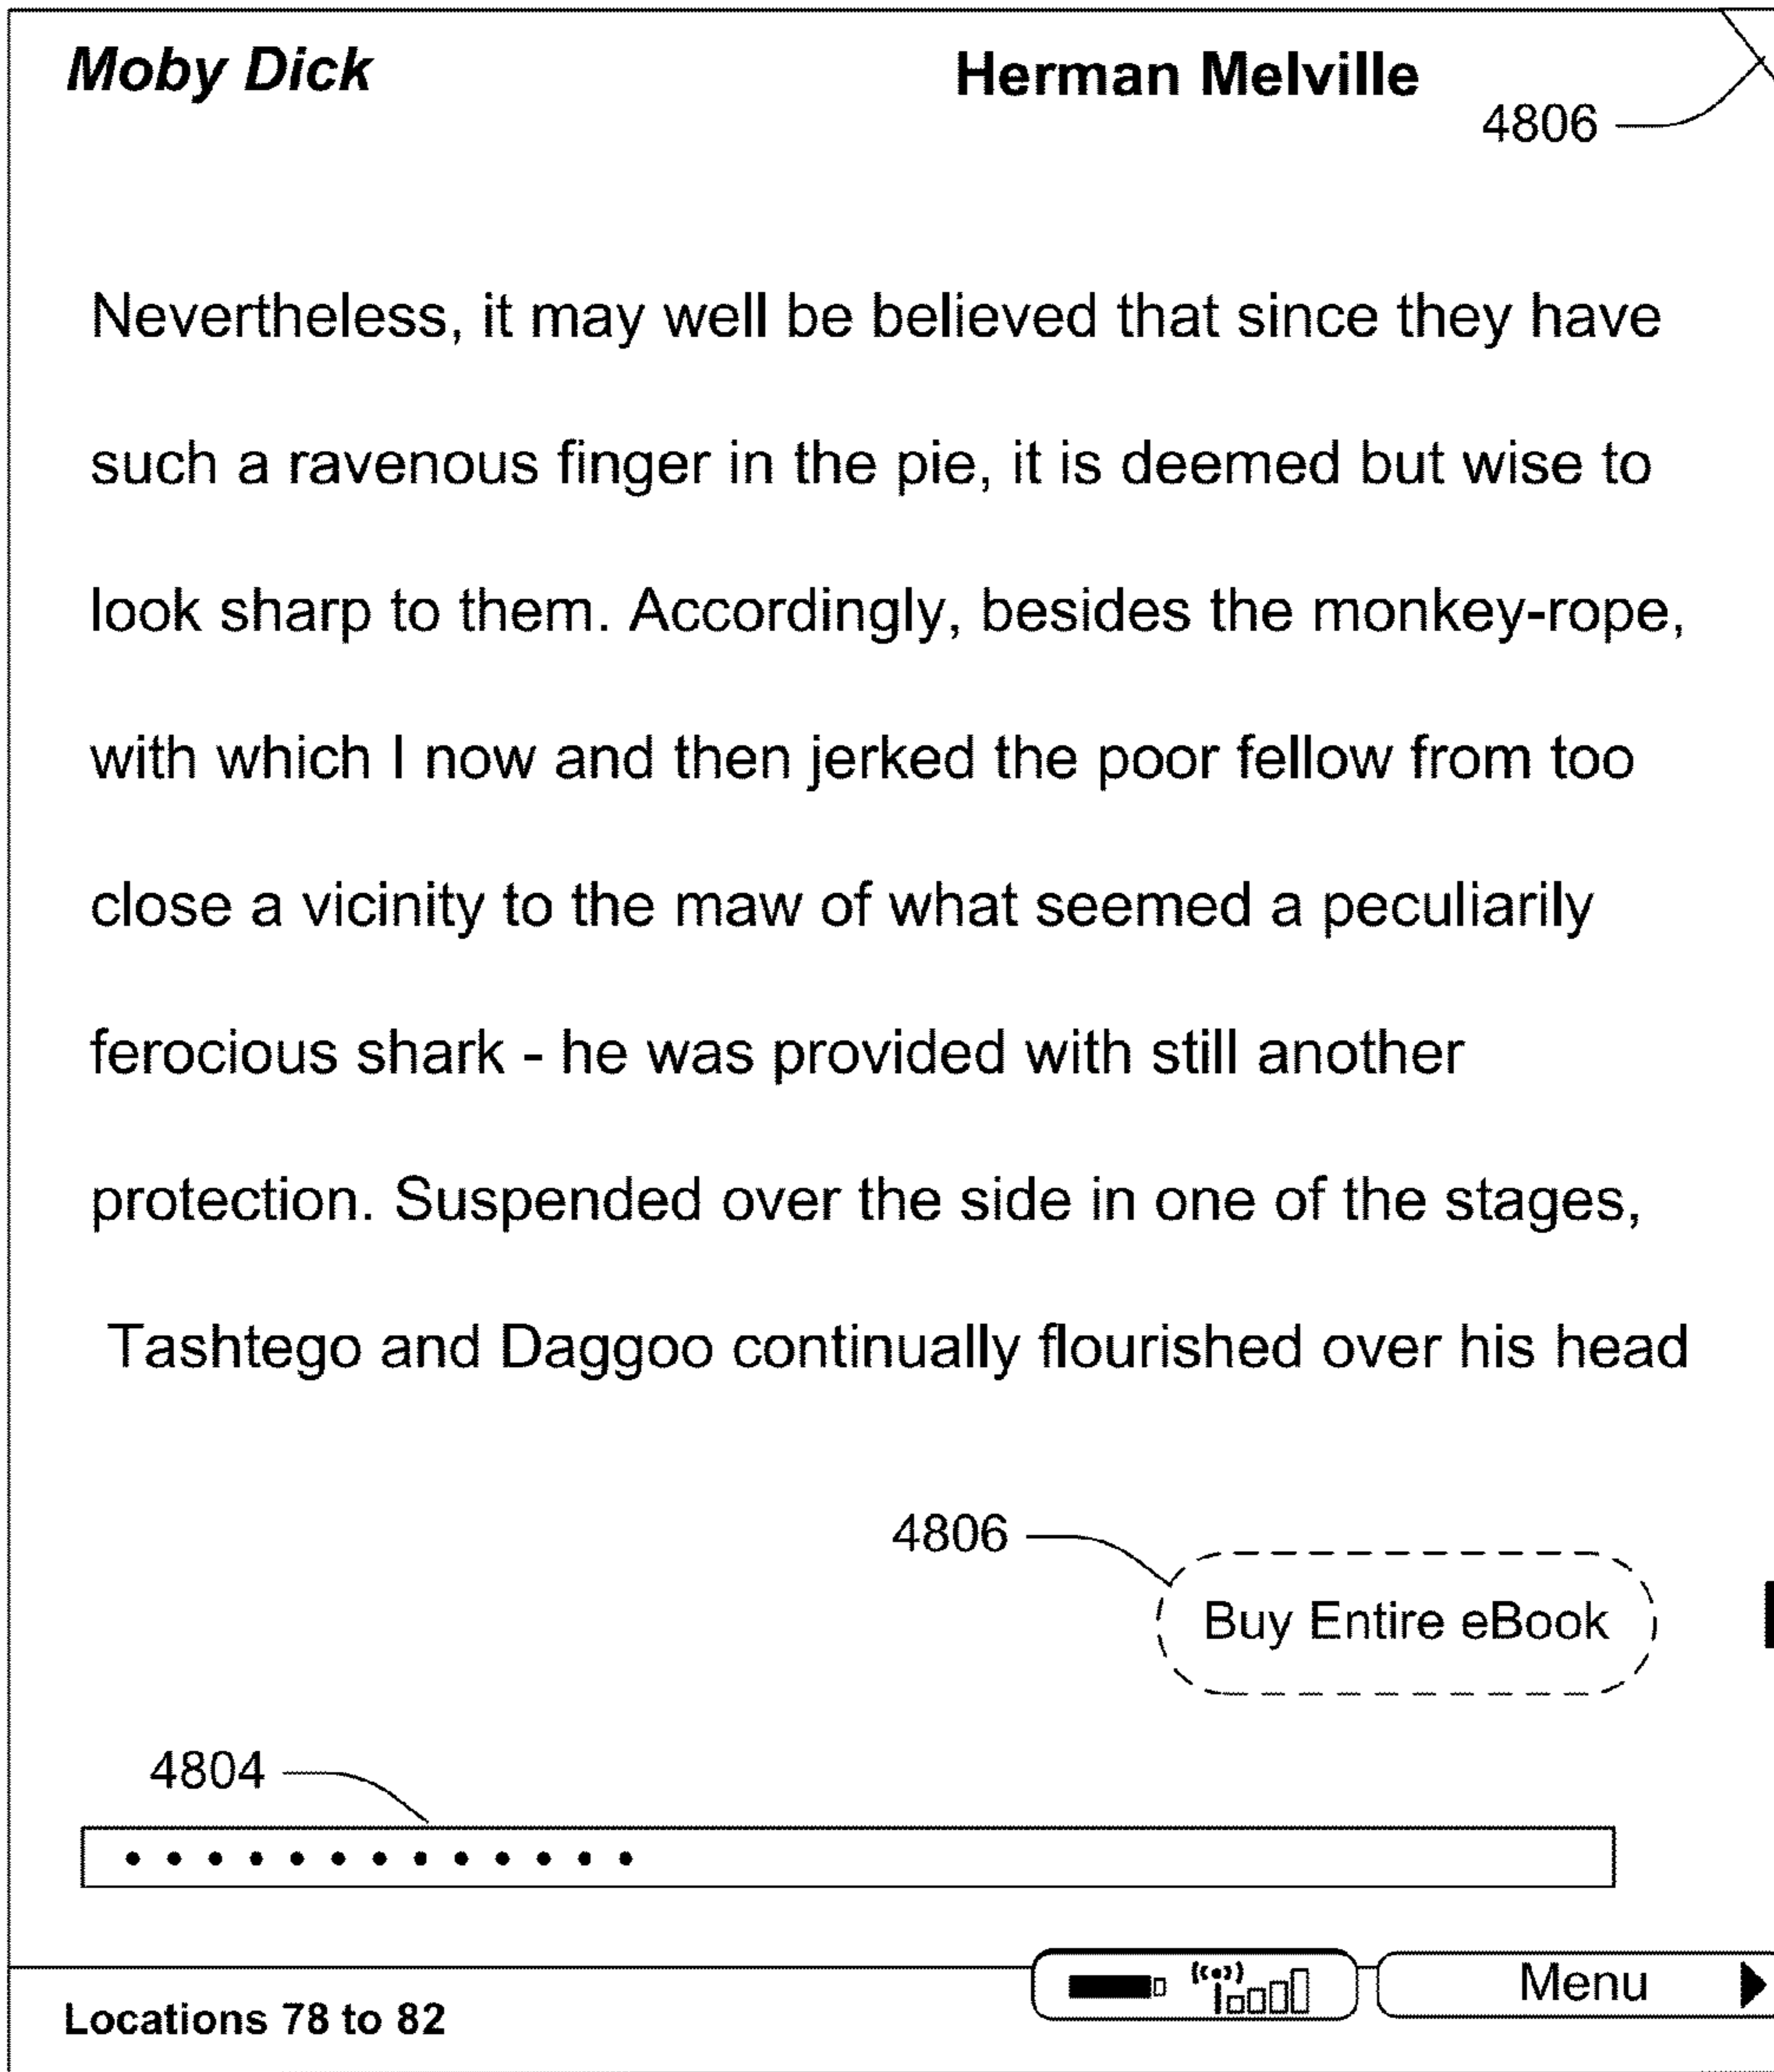 Moby Dick Herman Melville
4806
Nevertheless, it may well be believed that since they have
such a ravenous finger in the pie, it is deemed but wise to
look sharp to them. Accordingly, besides the monkey-rope,
with which I now and then jerked the poor fellow from too
close a vicinity to the maw of what seemed a peculiarily
ferocious shark - he was provided with still another
protection. Suspended over the side in one of the stages,
Tashtego and Daggoo continually flourished over his head
4806
Buy Entire eBook
4804
Menu
Locations 78 to 82